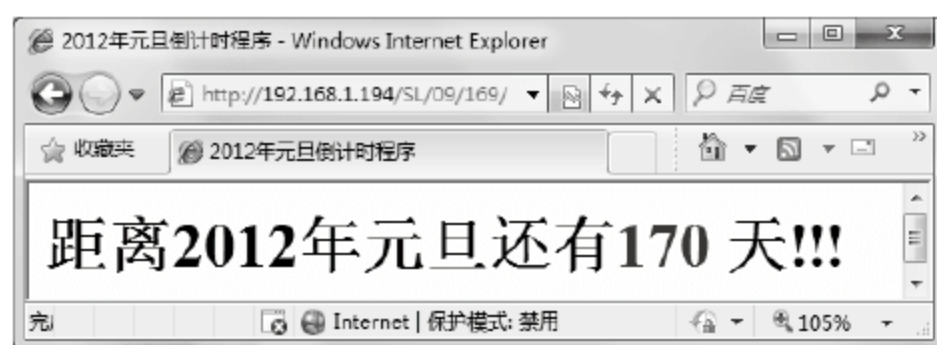 2012年元旦倒计时程序 - Windows Internet Explorer
http://192.168.1.194/SL/09/169/
百度
收藏夹
2012年元旦倒计时程序
距离2012年元旦还有170 天!!!
Internet | 保护模式: 禁用
105%